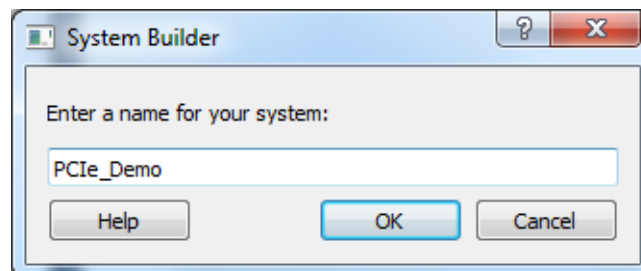 System Builder
Enter a name for your system:
PCIe_Demo
Help OK Cancel